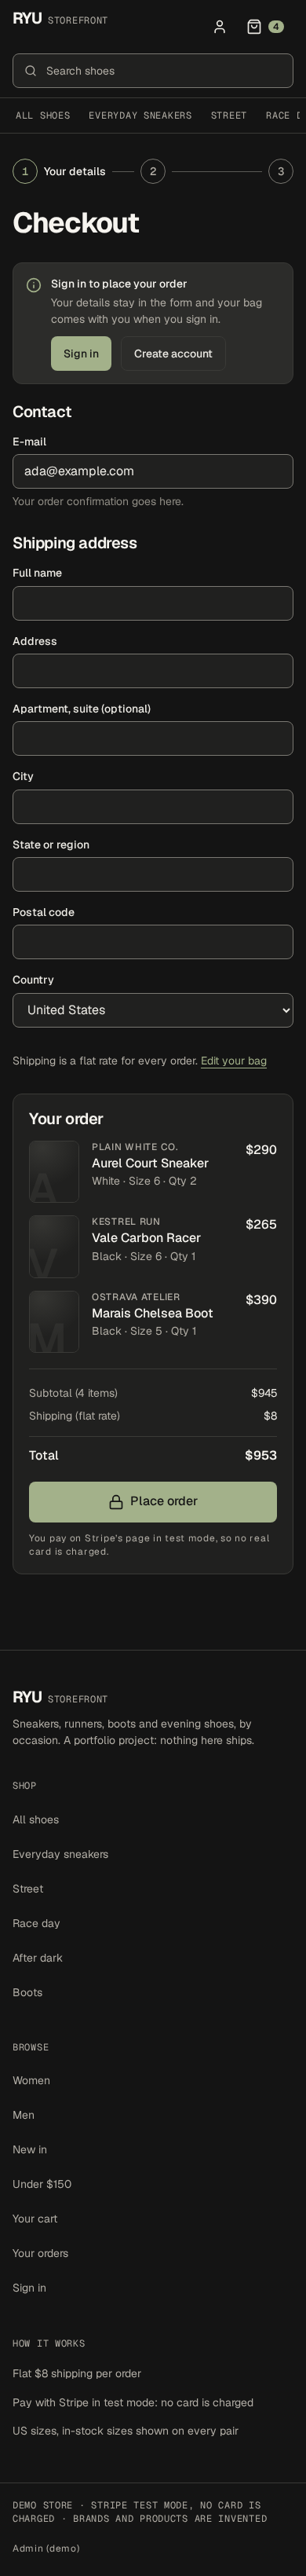 RYU STOREFRONT
4
Search shoes
ALL SHOES EVERYDAY SNEAKERS STREET RACE D
1 Your details 2 3
Checkout
Sign in to place your order
Your details stay in the form and your bag
comes with you when you sign in.
Sign in Create account
Contact
E-mail
ada@example.com
Your order confirmation goes here.
Shipping address
Full name
Address
Apartment, suite (optional)
City
State or region
Postal code
Country
United States
Shipping is a flat rate for every order. Edit your bag
Your order
A
PLAIN WHITE CO.
Aurel Court Sneaker
White · Size 6 · Qty 2
$290
V
KESTREL RUN
Vale Carbon Racer
Black · Size 6 · Qty 1
$265
M
OSTRAVA ATELIER
Marais Chelsea Boot
Black · Size 5 · Qty 1
$390
Subtotal (4 items) $945
Shipping (flat rate) $8
Total $953
Place order
You pay on Stripe's page in test mode, so no real
card is charged.
RYU STOREFRONT
Sneakers, runners, boots and evening shoes, by
occasion. A portfolio project: nothing here ships.
SHOP
All shoes
Everyday sneakers
Street
Race day
After dark
Boots
BROWSE
Women
Men
New in
Under $150
Your cart
Your orders
Sign in
HOW IT WORKS
Flat $8 shipping per order
Pay with Stripe in test mode: no card is charged
US sizes, in-stock sizes shown on every pair
DEMO STORE · STRIPE TEST MODE, NO CARD IS
CHARGED · BRANDS AND PRODUCTS ARE INVENTED
Admin (demo)